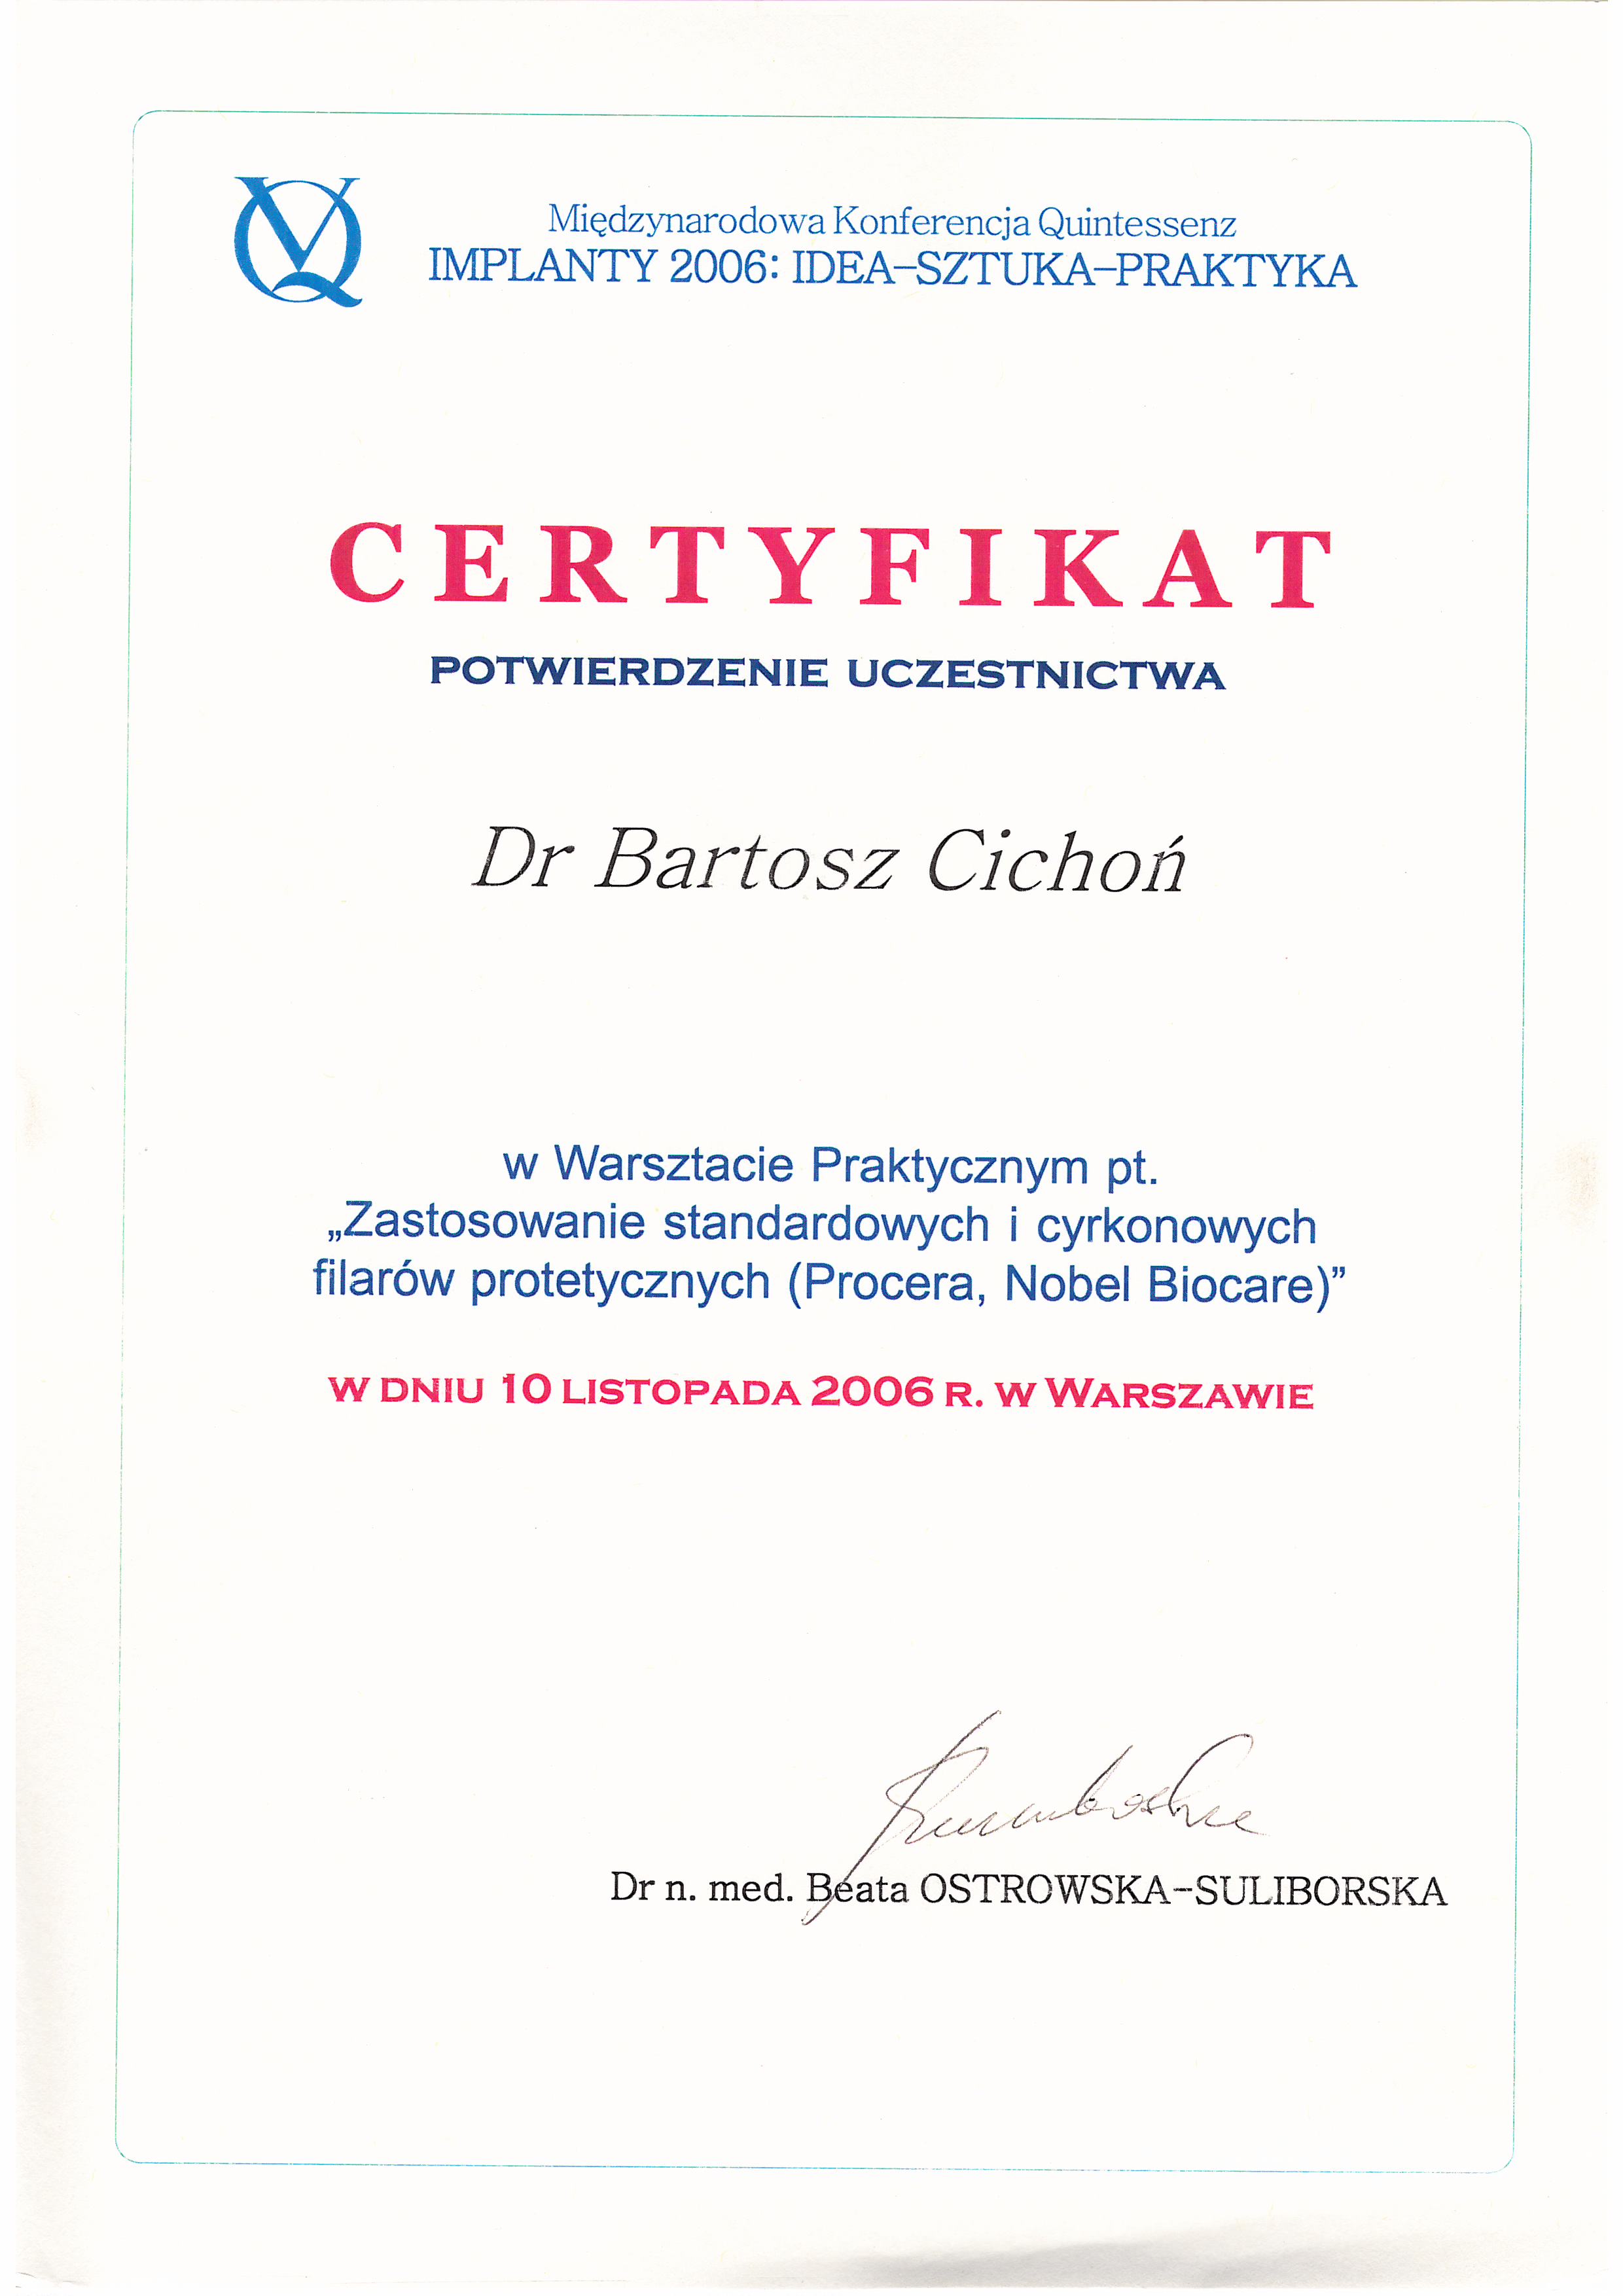 Międzynarodowa Konferencja Quintessenz
IMPLANTY 2006: IDEA-SZTUKA-PRAKTYKA
CERTYFIKAT
POTWIERDZENIE UCZESTNICTWA
Dr Bartosz Cichoń
w Warsztacie Praktycznym pt.
„Zastosowanie standardowych i cyrkonowych
filarów protetycznych (Procera, Nobel Biocare)”
W DNIU 10 LISTOPADA 2006 R. W WARSZAWIE
Dr n. med. Beata OSTROWSKA-SULIBORSKA